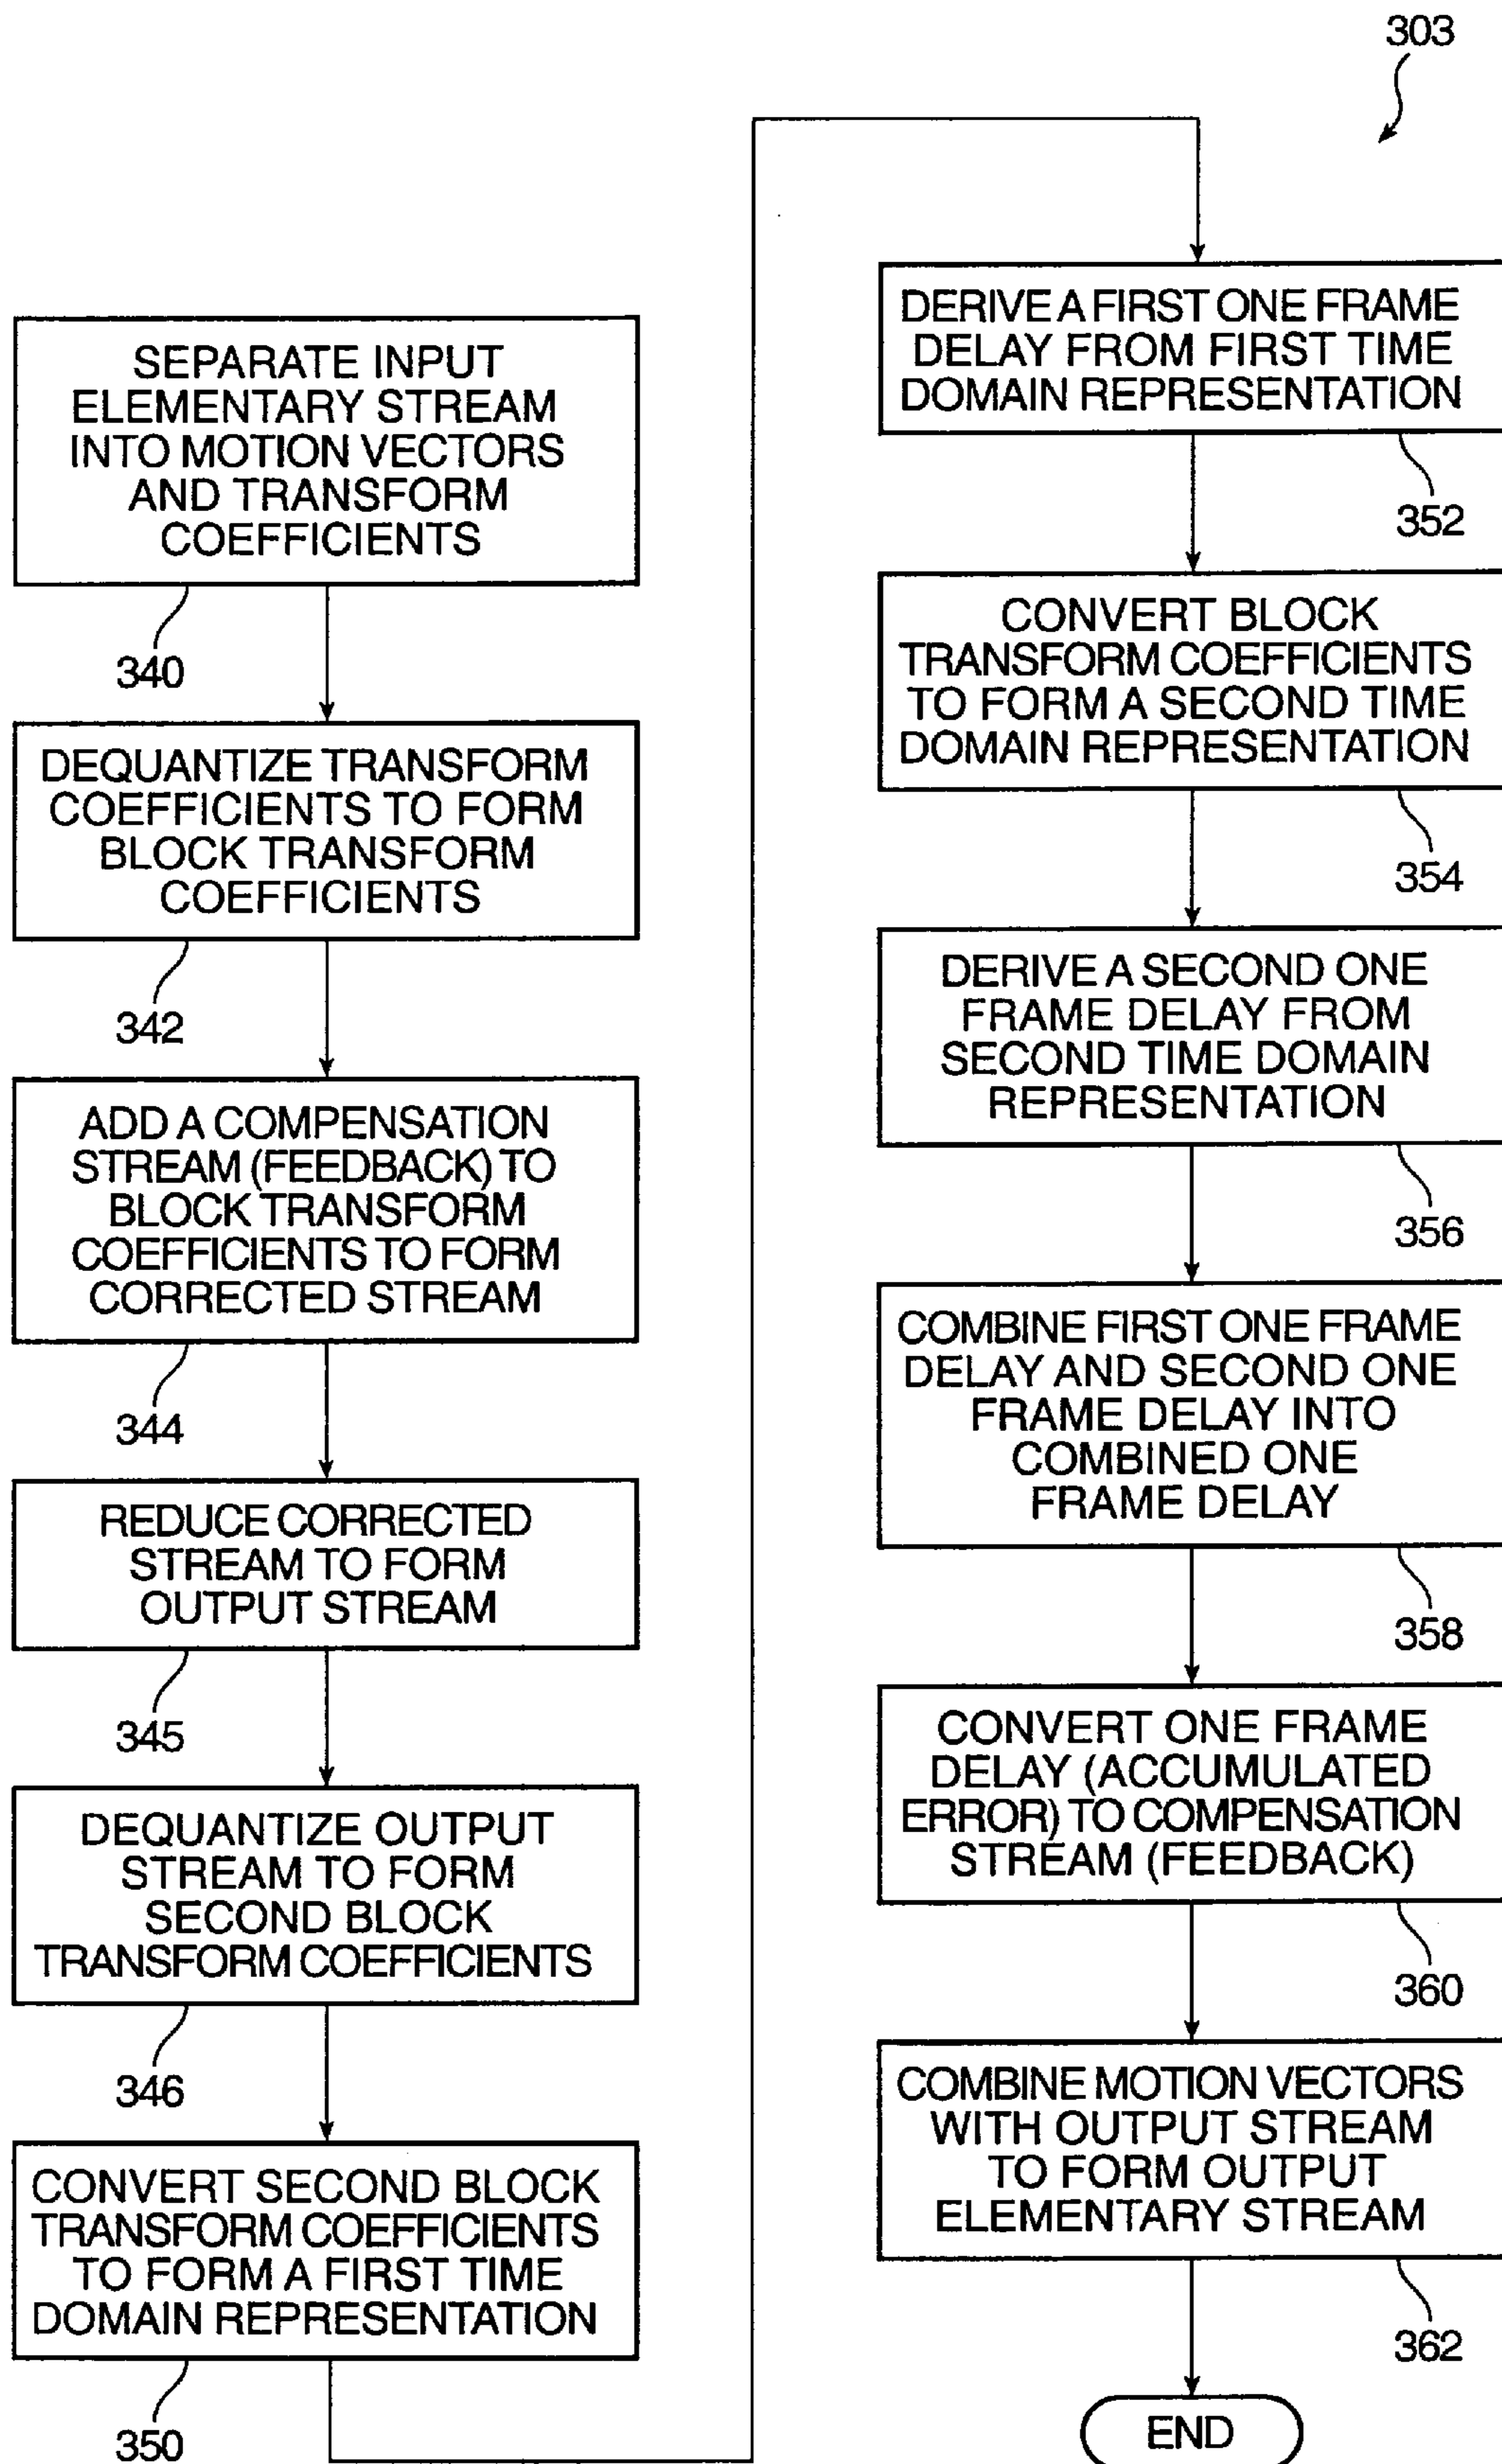 303
SEPARATE INPUT
ELEMENTARY STREAM
INTO MOTION VECTORS
AND TRANSFORM
COEFFICIENTS
340
DEQUANTIZE TRANSFORM
COEFFICIENTS TO FORM
BLOCK TRANSFORM
COEFFICIENTS
342
ADD A COMPENSATION
STREAM (FEEDBACK) TO
BLOCK TRANSFORM
COEFFICIENTS TO FORM
CORRECTED STREAM
344
REDUCE CORRECTED
STREAM TO FORM
OUTPUT STREAM
345
DEQUANTIZE OUTPUT
STREAM TO FORM
SECOND BLOCK
TRANSFORM COEFFICIENTS
346
CONVERT SECOND BLOCK
TRANSFORM COEFFICIENTS
TO FORM A FIRST TIME
DOMAIN REPRESENTATION
350
DERIVE A FIRST ONE FRAME
DELAY FROM FIRST TIME
DOMAIN REPRESENTATION
352
CONVERT BLOCK
TRANSFORM COEFFICIENTS
TO FORM A SECOND TIME
DOMAIN REPRESENTATION
354
DERIVE A SECOND ONE
FRAME DELAY FROM
SECOND TIME DOMAIN
REPRESENTATION
356
COMBINE FIRST ONE FRAME
DELAY AND SECOND ONE
FRAME DELAY INTO
COMBINED ONE
FRAME DELAY
358
CONVERT ONE FRAME
DELAY (ACCUMULATED
ERROR) TO COMPENSATION
STREAM (FEEDBACK)
360
COMBINE MOTION VECTORS
WITH OUTPUT STREAM
TO FORM OUTPUT
ELEMENTARY STREAM
362
END